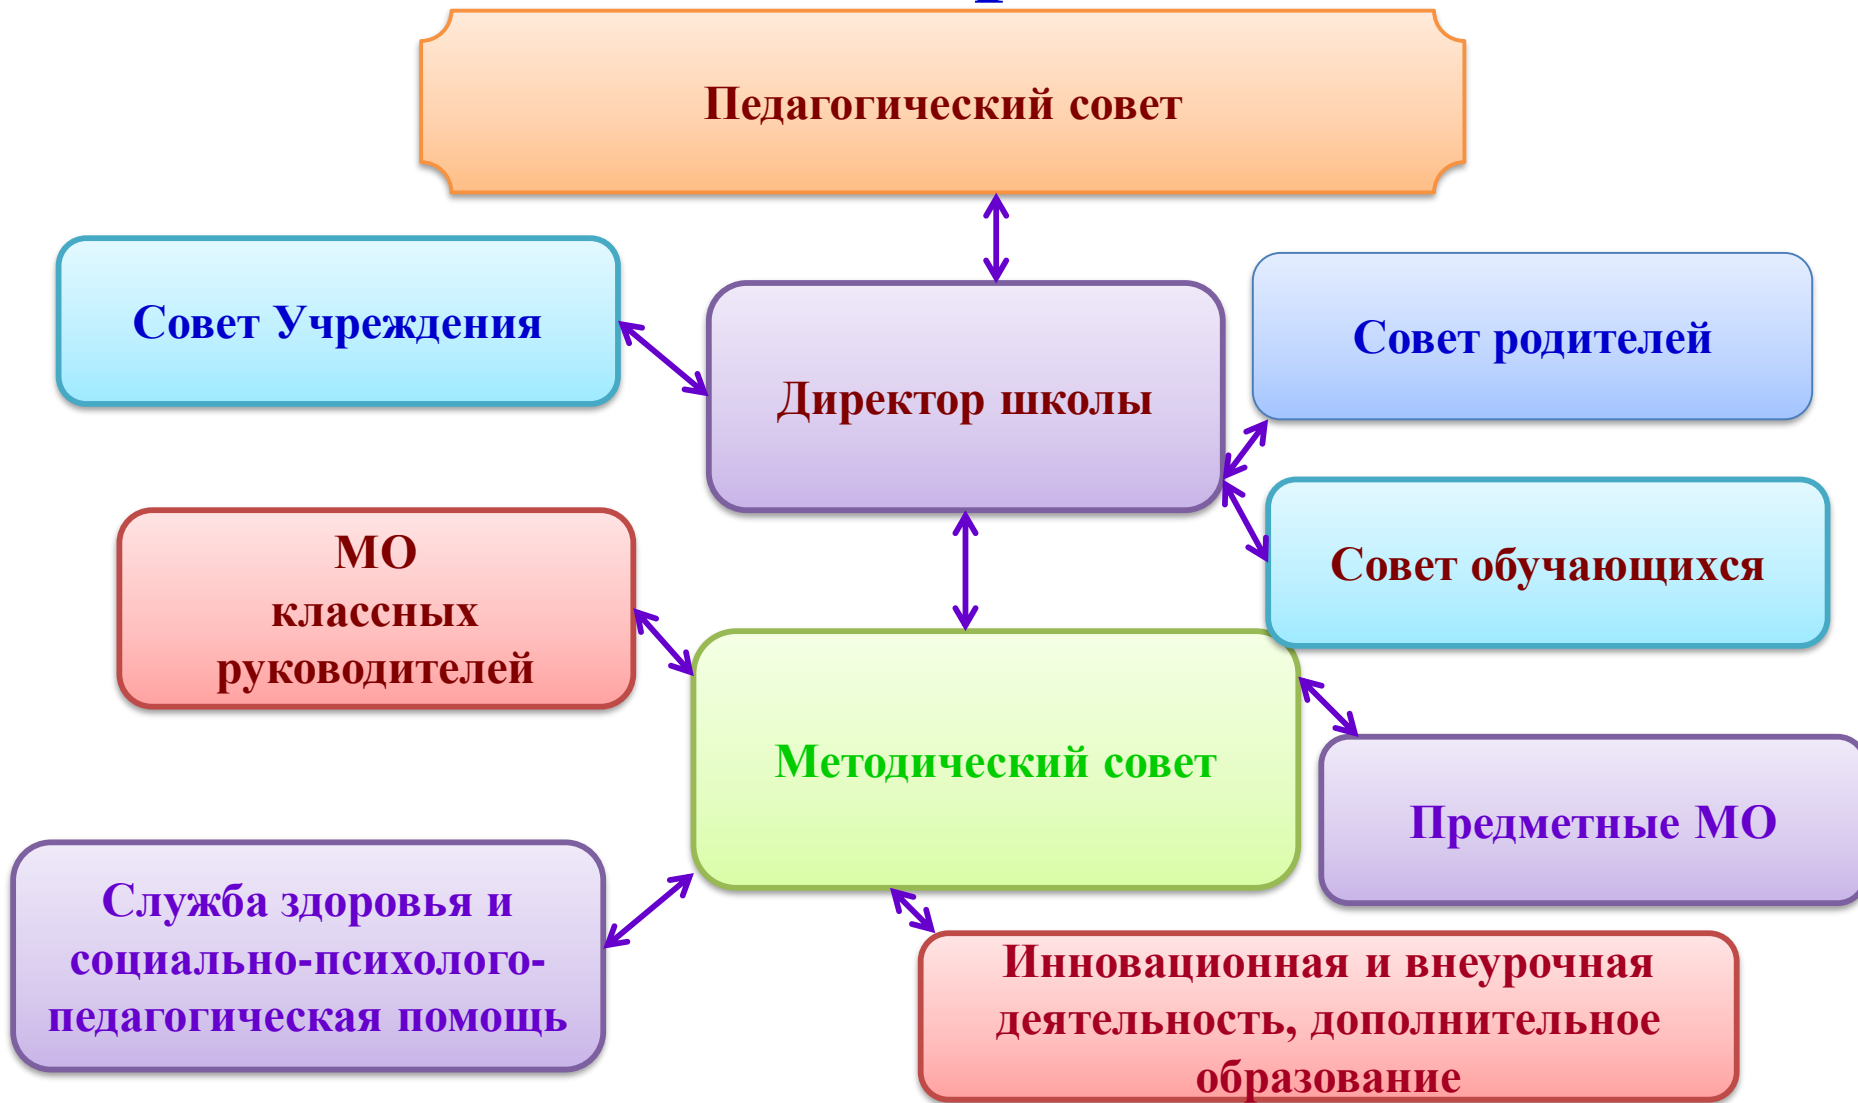 Педагогический совет
Совет Учреждения
Директор школы
Совет родителей
Совет обучающихся
МО
классных
руководителей
Методический совет
Предметные МО
Служба здоровья и
социально-психолого-
педагогическая помощь
Инновационная и внеурочная
деятельность, дополнительное
образование